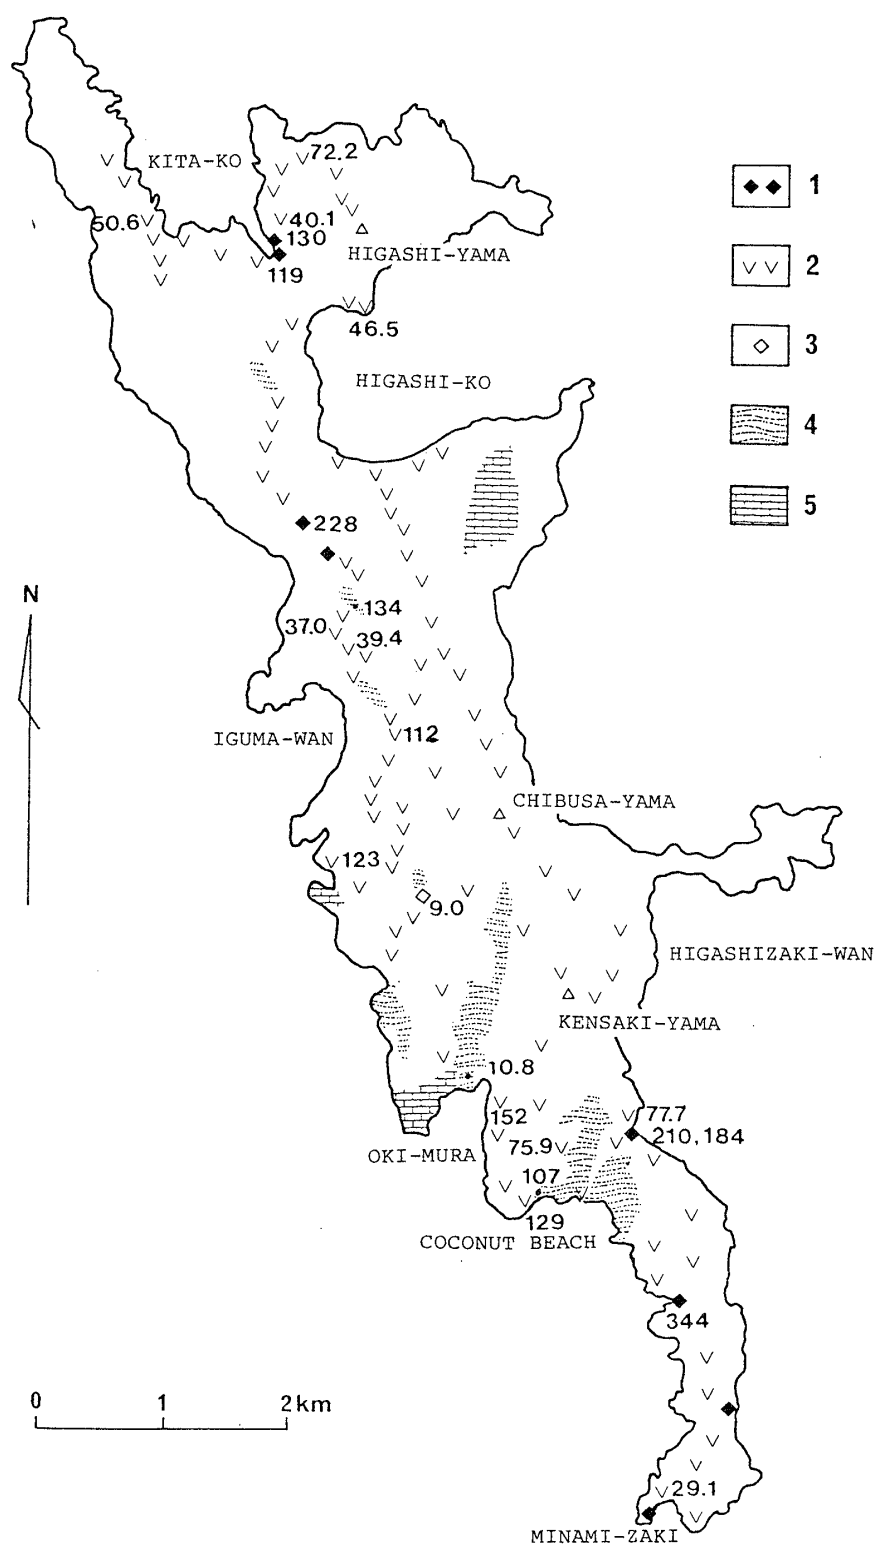 72.2
KITA-KO
1
50.6
40.1
130
HIGASHI-YAMA
119
2
46.5
3
HIGASHI-KO
4
5
228
N
134
37.0
39.4
IGUMA-WAN
112
CHIBUSA-YAMA
123
9.0
HIGASHIZAKI-WAN
KENSAKI-YAMA
10.8
152
77.7
210,184
75.9
OKI-MURA
107
129
COCONUT BEACH
344
0 1 2km
29.1
MINAMI-ZAKI